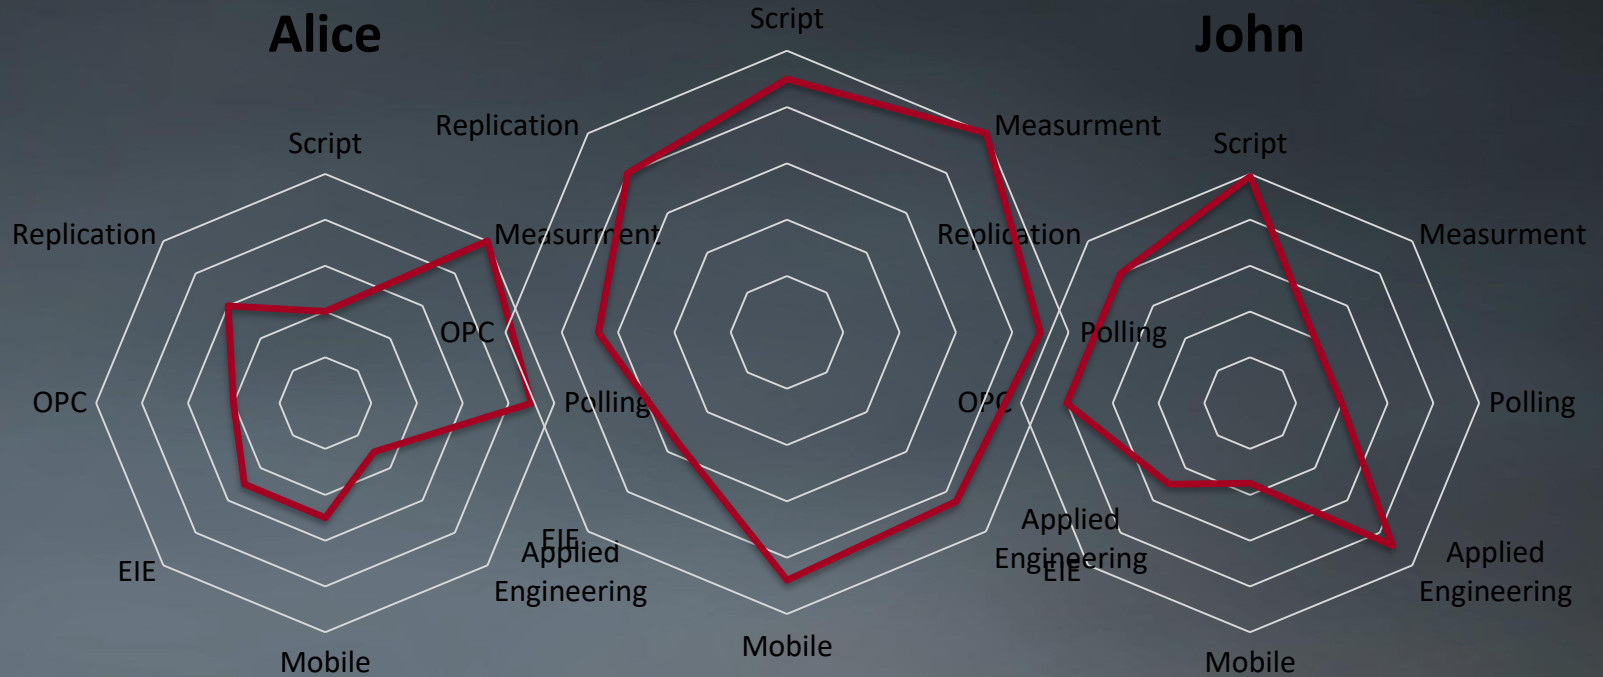 Alice
Script
Replication
Measurment
OPC
Polling
EIE
Applied
Engineering
Mobile
Script
Replication
Measurment
OPC
Polling
EIE
Applied
Engineering
Mobile
John
Script
Replication
Measurment
OPC
Polling
EIE
Applied
Engineering
Mobile